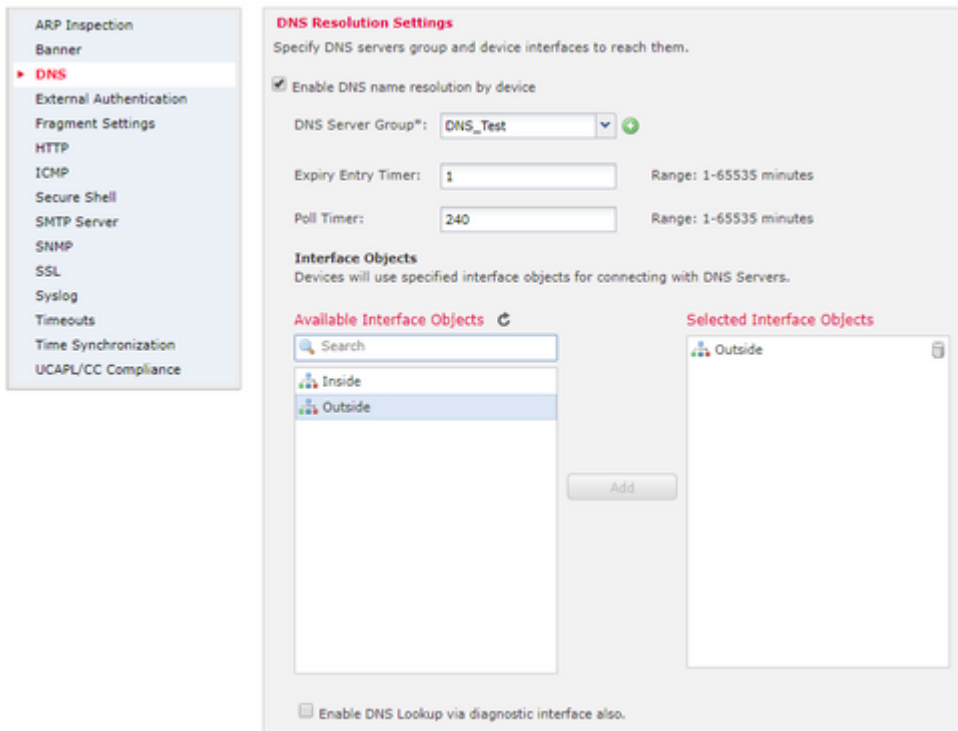 ARP Inspection
Banner
DNS
External Authentication
Fragment Settings
HTTP
ICMP
Secure Shell
SMTP Server
SNMP
SSL
Syslog
Timeouts
Time Synchronization
UCAPL/CC Compliance
DNS Resolution Settings
Specify DNS servers group and device interfaces to reach them.
Enable DNS name resolution by device
DNS Server Group*: DNS_Test
Expiry Entry Timer: 1 Range: 1-65535 minutes
Poll Timer: 240 Range: 1-65535 minutes
Interface Objects
Devices will use specified interface objects for connecting with DNS Servers.
Available Interface Objects
Search
Inside
Outside
Add
Selected Interface Objects
Outside
Enable DNS Lookup via diagnostic interface also.